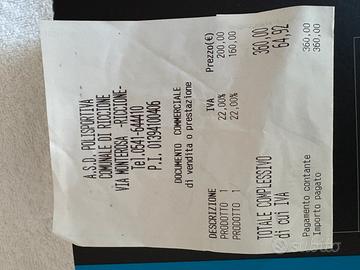 A.S.D. POLISPORTIVA
COMUNALE DI RICCIONE
VIA MONTEROSA -RICCIONE-
Tel.0541-644410
P.I. 01394100406
DOCUMENTO COMMERCIALE
di vendita o prestazione
DESCRIZIONE IVA Prezzo(€)
PRODOTTO 1 22,00% 200,00
PRODOTTO 1 22,00% 160,00
TOTALE COMPLESSIVO 360,00
di cui IVA 64,92
Pagamento contante 360,00
Importo pagato 360,00
subito